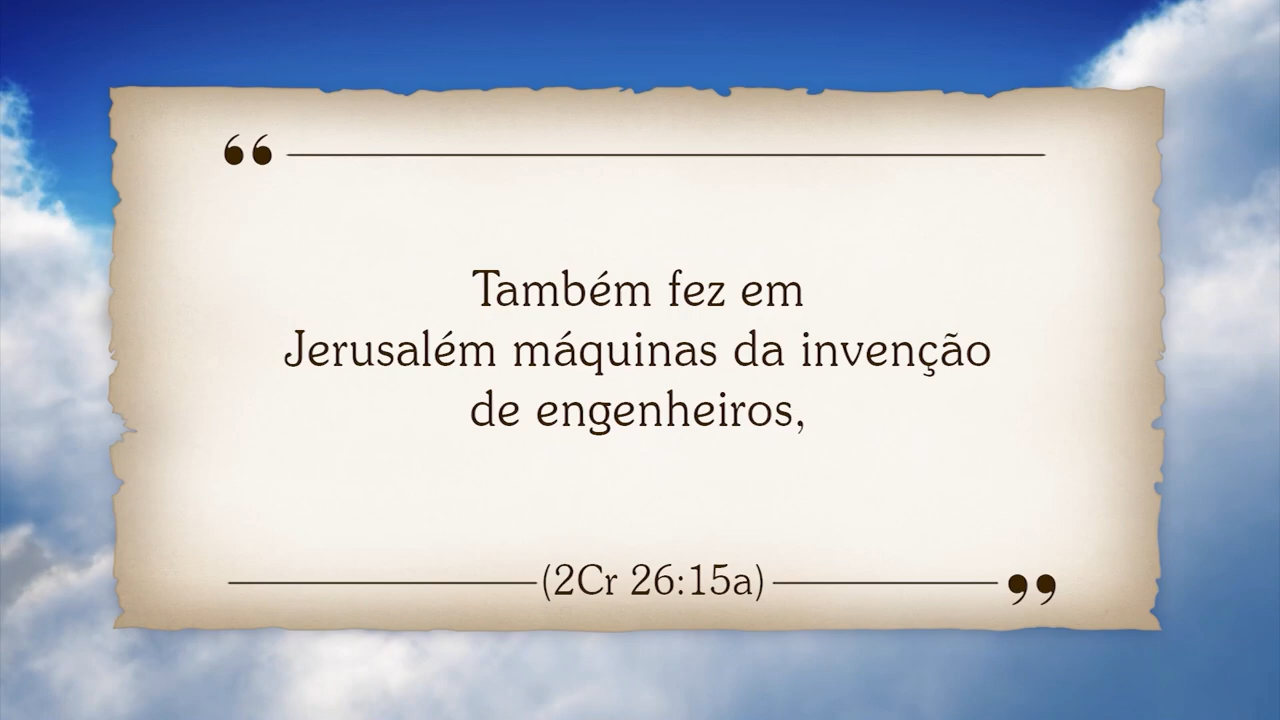 “
Também fez em
Jerusalém máquinas da invenção
de engenheiros,
(2Cr 26:15a)
”